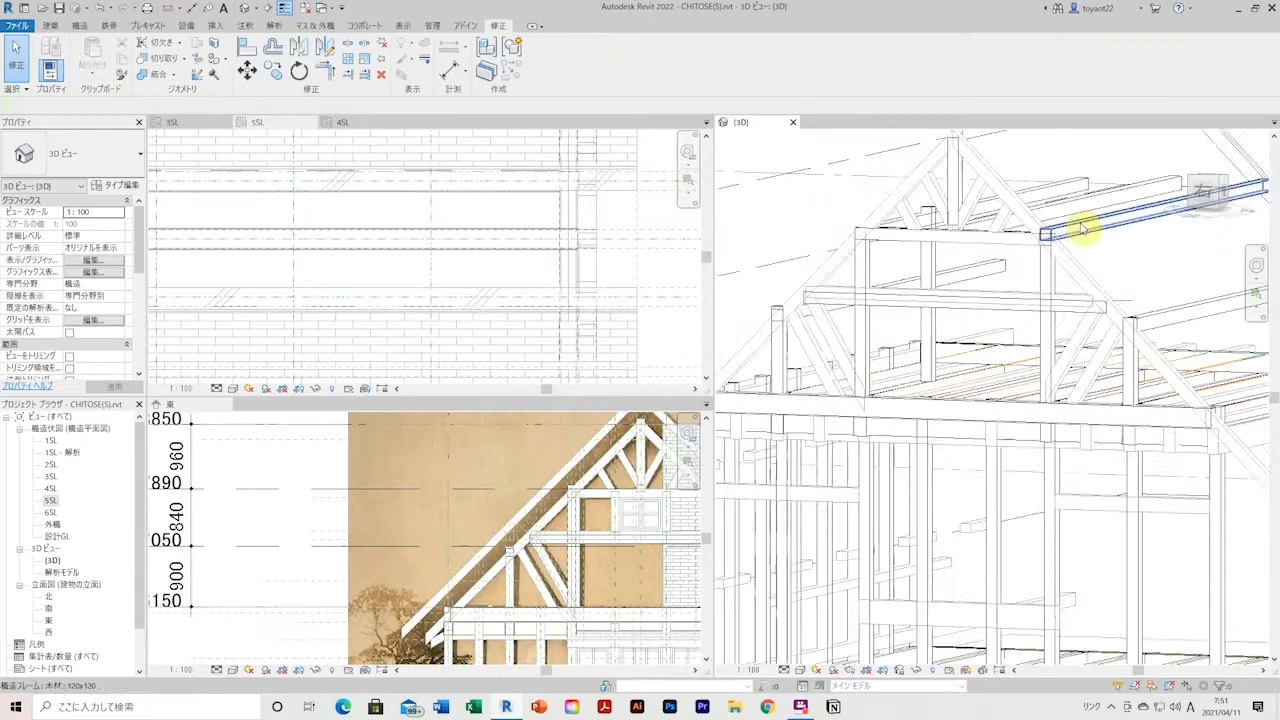 Autodesk Revit 2022 - CHITOSE(S).rvt - 3D ビュー: {3D}
toyaot22
ファイル 建築 構造 鉄骨 プレキャスト 設備 挿入 注釈 解析 マス & 外構 コラボレート 表示 管理 アドイン 修正
修正
貼り付け
切欠き
切り取り
結合
選択 プロパティ クリップボード ジオメトリ 修正 表示 計測 作成
プロパティ
3SL
5SL
4SL
{3D}
3D ビュー
3D ビュー: {3D}
タイプ編集
グラフィックス
ビュー スケール 1 : 100
スケールの値 1: 100
詳細レベル 標準
パーツ表示 オリジナルを表示
表示/グラフィッ... 編集...
グラフィックス表... 編集...
専門分野 構造
陰線を表示 専門分野別
既定の解析表... なし
グリッドを表示 編集...
太陽パス
範囲
ビューをトリミング
トリミング領域を...
プロパティ ヘルプ
適用
右
1 : 100
プロジェクト ブラウザ - CHITOSE(S).rvt
ビュー (すべて)
構造伏図 (構造平面図)
1SL
1SL - 解析
2SL
3SL
4SL
5SL
6SL
外構
設計GL
3D ビュー
{3D}
解析モデル
立面図 (建物の立面)
北
南
東
西
凡例
集計表/数量 (すべて)
シート (すべて)
東
850
960
890
840
050
900
150
1 : 100
1 : 100
構造フレーム : 木材 : 120x120
:0
メイン モデル
:0
ここに入力して検索
99+
リンク
7:51
2021/04/11